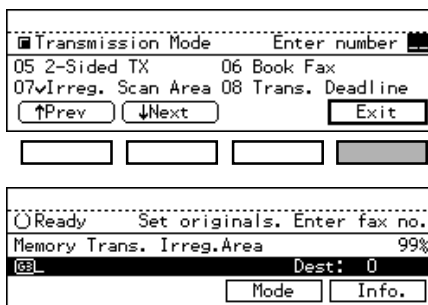 Transmission Mode Enter number
05 2-Sided TX 06 Book Fax
07✓Irreg. Scan Area 08 Trans. Deadline
↑Prev ↓Next Exit
Ready Set originals. Enter fax no.
Memory Trans. Irreg.Area 99%
G3 Dest: 0
Mode Info.